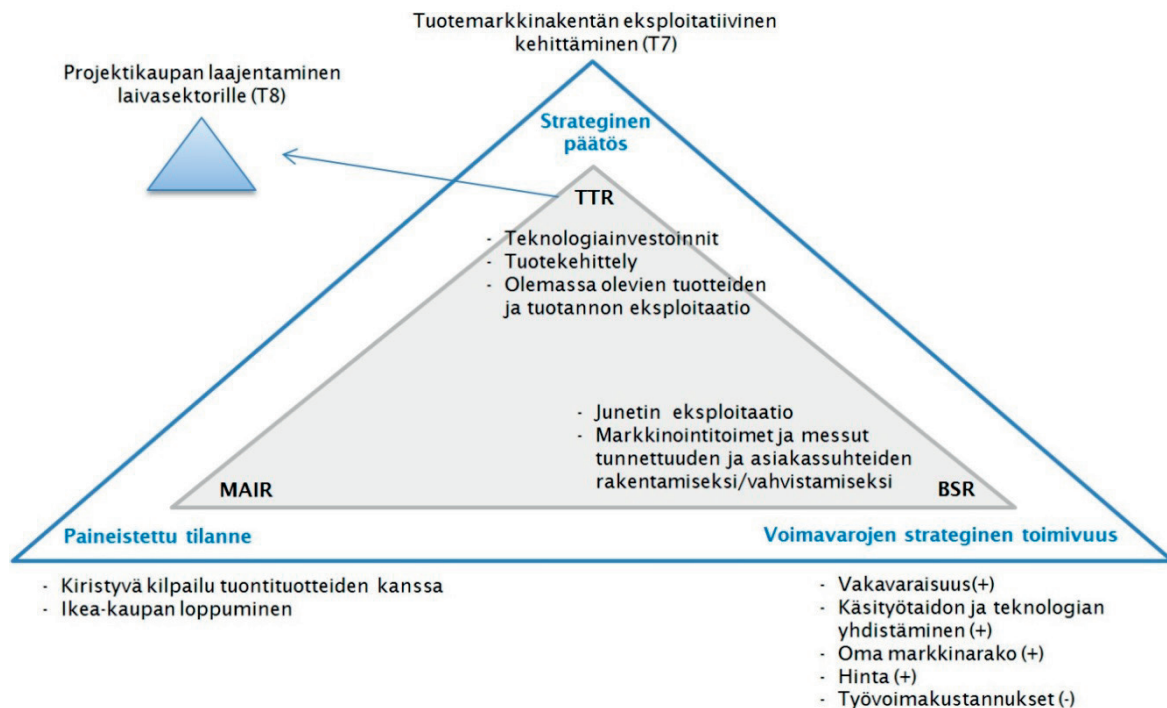 Tuotemarkkinakentän eksploitatiivinen
kehittäminen (T7)
Projektikaupan laajentaminen
laivasektorille (T8)
Strateginen
päätös
TTR
- Teknologiainvestoinnit
- Tuotekehittely
- Olemassa olevien tuotteiden
ja tuotannon eksploitaatio
- Junetin eksploitaatio
- Markkinointitoimet ja messut
tunnettuuden ja asiakassuhteiden
rakentamiseksi/vahvistamiseksi
MAIR
BSR
Paineistettu tilanne
Voimavarojen strateginen toimivuus
- Kiristyvä kilpailu tuontituotteiden kanssa
- Ikea-kaupan loppuminen
- Vakavaraisuus(+)
- Käsityötaidon ja teknologian
yhdistäminen (+)
- Oma markkinarako (+)
- Hinta (+)
- Työvoimakustannukset (-)